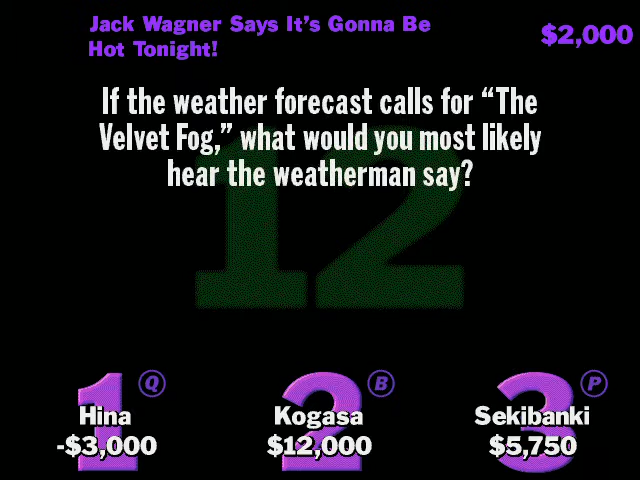 Jack Wagner Says It's Gonna Be
Hot Tonight!
$2,000
If the weather forecast calls for “The
Velvet Fog,” what would you most likely
hear the weatherman say?
12
1 Q
Hina
-$3,000
2 B
Kogasa
$12,000
3 P
Sekibanki
$5,750